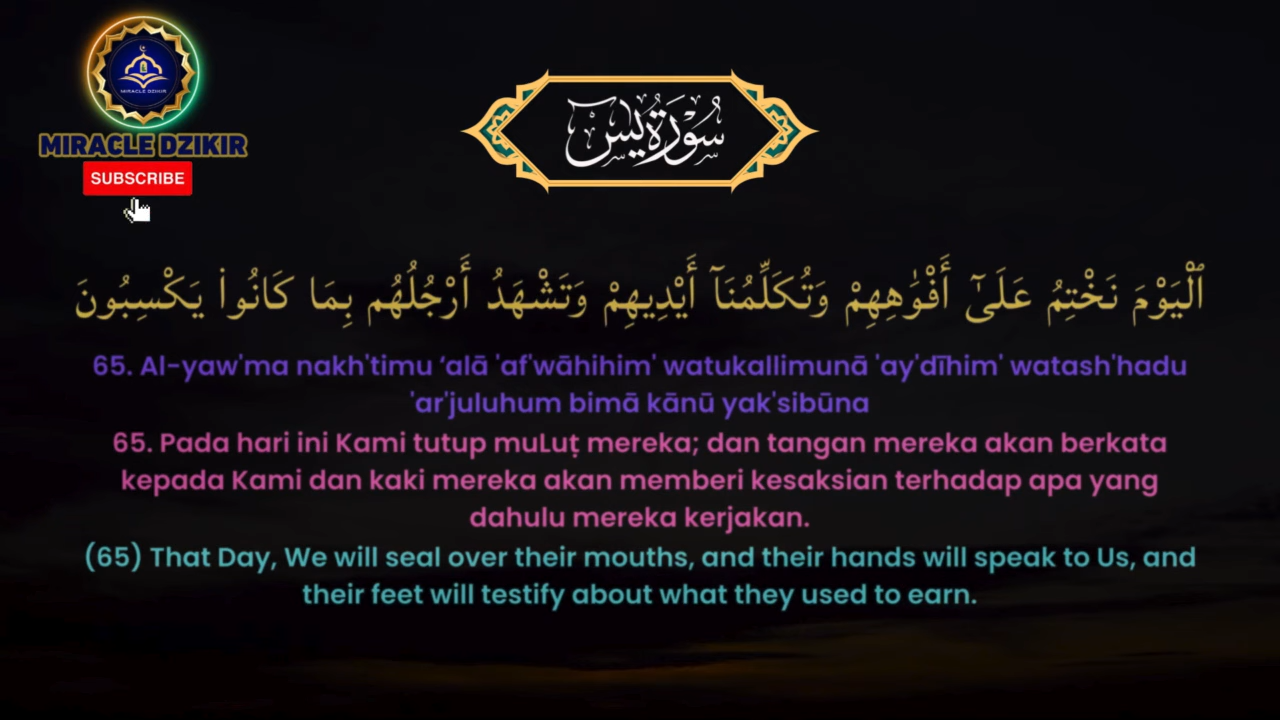 MIRACLE DZIKIR
MIRACLE DZIKIR
SUBSCRIBE
سُوْرَةُ يس
ٱلْيَوْمَ نَخْتِمُ عَلَىٰٓ أَفْوَٰهِهِمْ وَتُكَلِّمُنَآ أَيْدِيهِمْ وَتَشْهَدُ أَرْجُلُهُم بِمَا كَانُوا۟ يَكْسِبُونَ
65. Al-yaw'ma nakh'timu ‘alā 'af'wāhihim' watukallimunā 'ay'dīhim' watash'hadu
'ar'juluhum bimā kānū yak'sibūna
65. Pada hari ini Kami tutup muLuṭ mereka; dan tangan mereka akan berkata
kepada Kami dan kaki mereka akan memberi kesaksian terhadap apa yang
dahulu mereka kerjakan.
(65) That Day, We will seal over their mouths, and their hands will speak to Us, and
their feet will testify about what they used to earn.